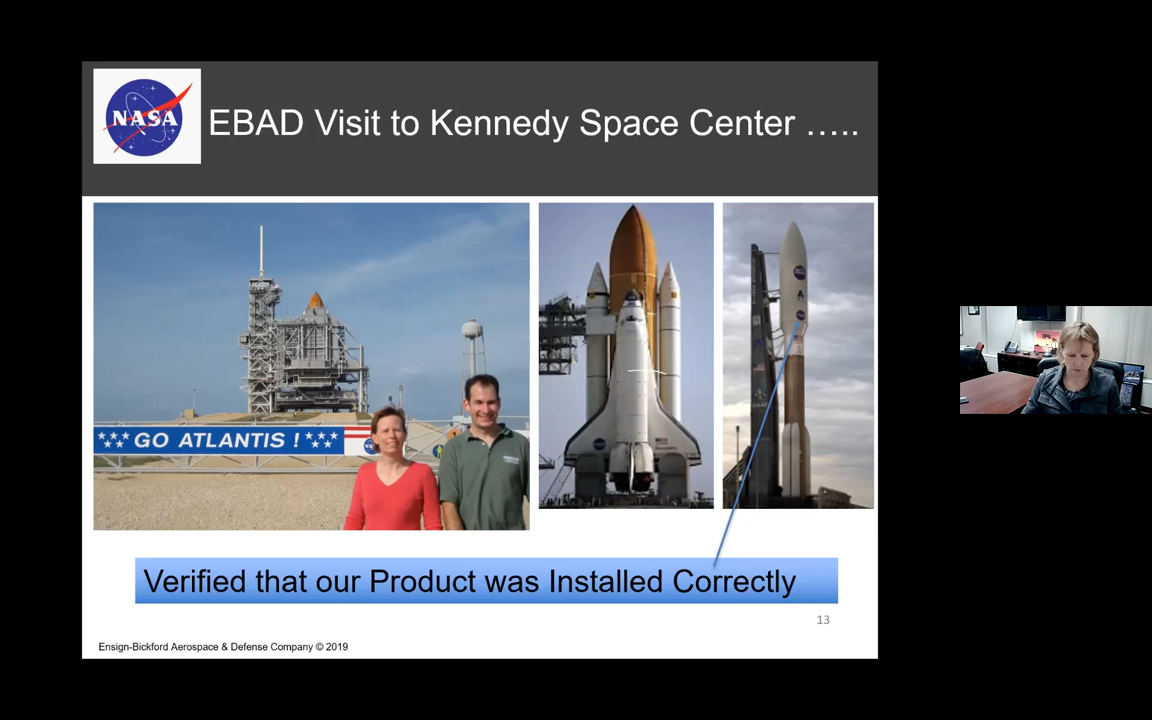 NASA
EBAD Visit to Kennedy Space Center …..
GO ATLANTIS !
Verified that our Product was Installed Correctly
13
Ensign-Bickford Aerospace & Defense Company © 2019